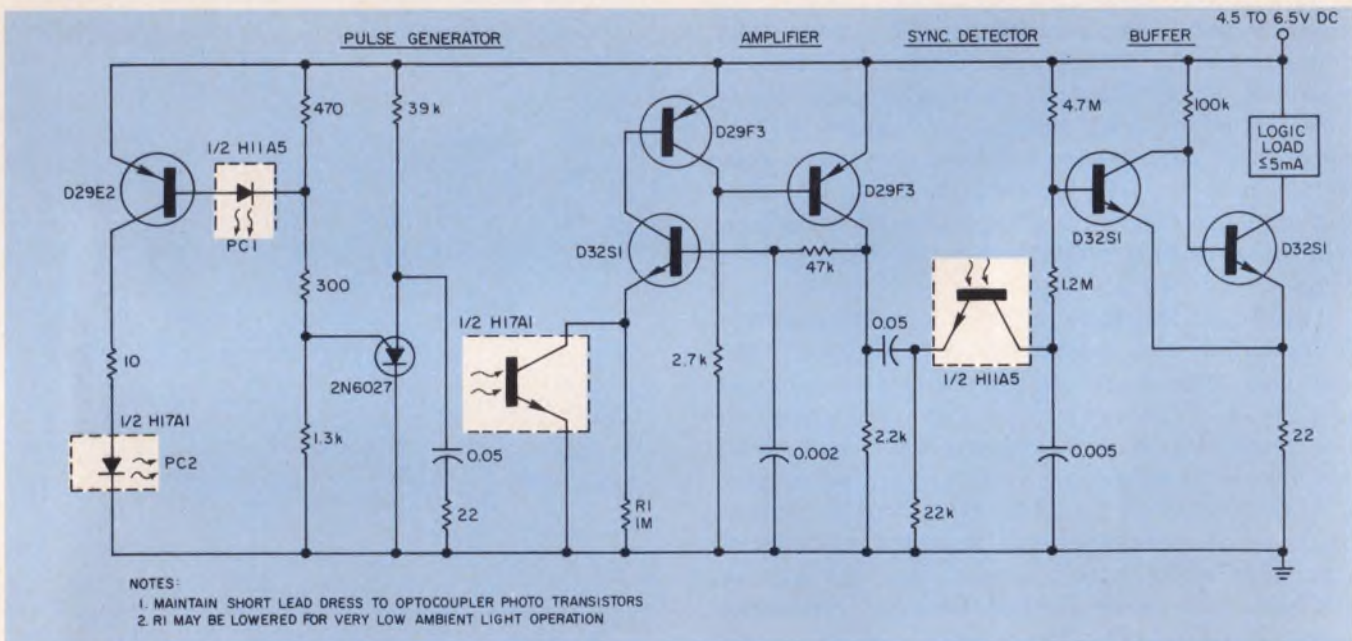 4.5 TO 6.5V DC
PULSE GENERATOR
AMPLIFIER
SYNC. DETECTOR
BUFFER
470
39k
D29F3
4.7M
100k
LOGIC
LOAD
≤5mA
1/2 H11A5
D29E2
PC1
D29F3
D32S1
D32S1
D32S1
47k
300
1.2M
0.05
1/2 H17A1
10
2N6027
2.7k
1/2 H11A5
1/2 H17A1
PC2
1.3k
0.05
0.002
2.2k
0.005
22
22
R1
1M
22k
NOTES:
1. MAINTAIN SHORT LEAD DRESS TO OPTOCOUPLER PHOTO TRANSISTORS
2. R1 MAY BE LOWERED FOR VERY LOW AMBIENT LIGHT OPERATION